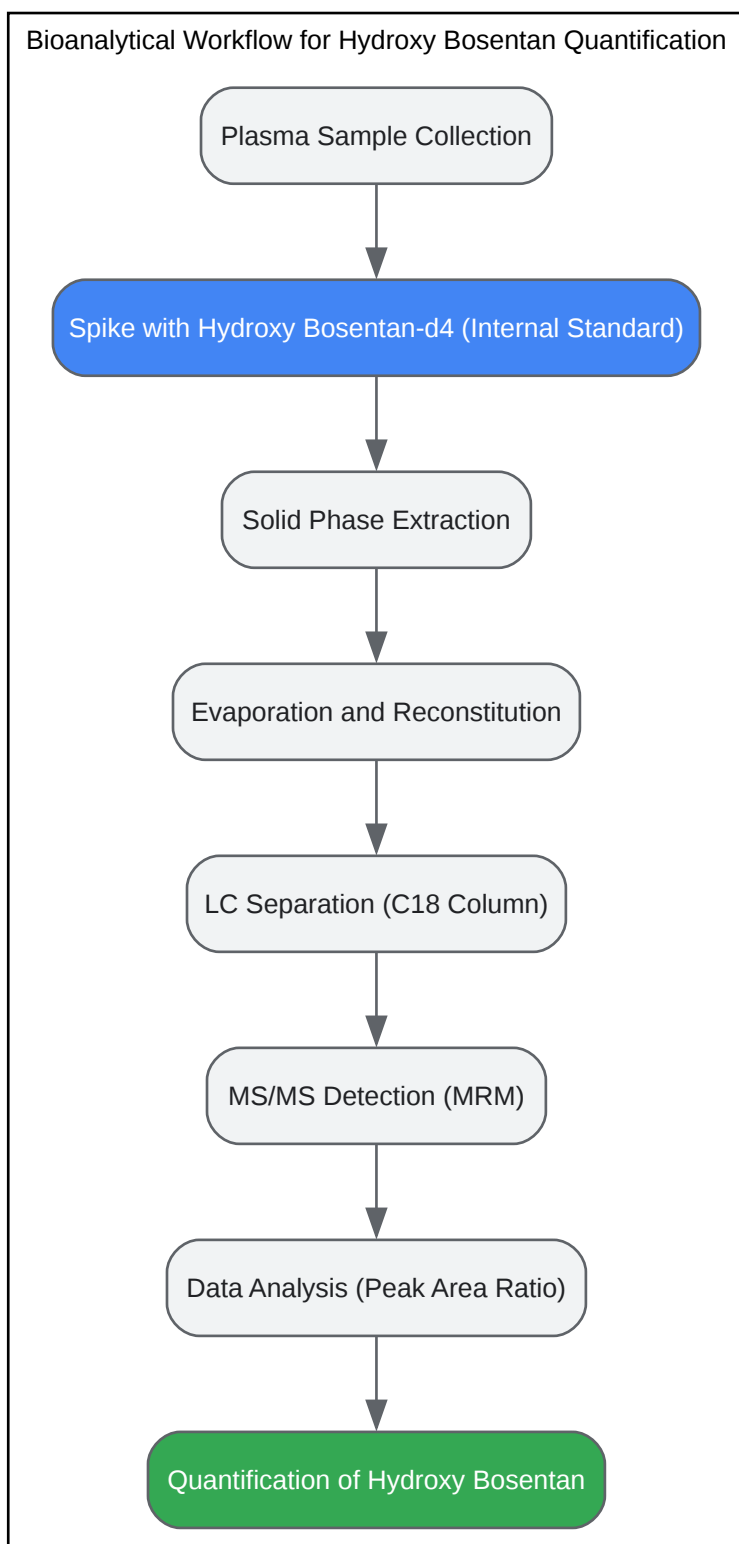 Bioanalytical Workflow for Hydroxy Bosentan Quantification
Plasma Sample Collection
Spike with Hydroxy Bosentan-d4 (Internal Standard)
Solid Phase Extraction
Evaporation and Reconstitution
LC Separation (C18 Column)
MS/MS Detection (MRM)
Data Analysis (Peak Area Ratio)
Quantification of Hydroxy Bosentan